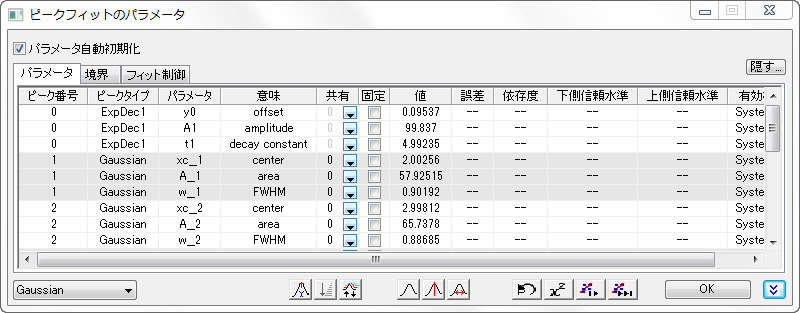 ピークフィットのパラメータ
パラメータ自動初期化
隠す...
パラメータ 境界 フィット制御
ピーク番号 ピークタイプ パラメータ 意味 共有 固定 値 誤差 依存度 下側信頼水準 上側信頼水準 有効
0 ExpDec1 y0 offset 0 0.09537 -- -- -- -- Syste
0 ExpDec1 A1 amplitude 0 99.837 -- -- -- -- Syste
0 ExpDec1 t1 decay constant 0 4.99235 -- -- -- -- Syste
1 Gaussian xc__1 center 0 2.00256 -- -- -- -- Syste
1 Gaussian A__1 area 0 57.92515 -- -- -- -- Syste
1 Gaussian w__1 FWHM 0 0.90192 -- -- -- -- Syste
2 Gaussian xc__2 center 0 2.99812 -- -- -- -- Syste
2 Gaussian A__2 area 0 65.7378 -- -- -- -- Syste
2 Gaussian w__2 FWHM 0 0.88685 -- -- -- -- Syste
Gaussian χ² OK